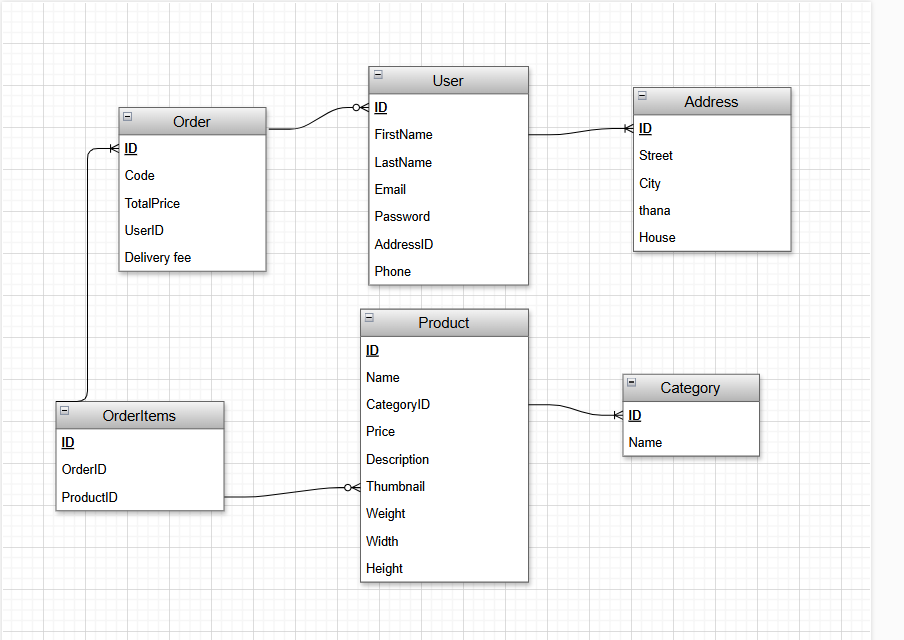 User
ID
FirstName
LastName
Email
Password
AddressID
Phone
Address
ID
Street
City
thana
House
Order
ID
Code
TotalPrice
UserID
Delivery fee
Product
ID
Name
CategoryID
Price
Description
Thumbnail
Weight
Width
Height
Category
ID
Name
OrderItems
ID
OrderID
ProductID